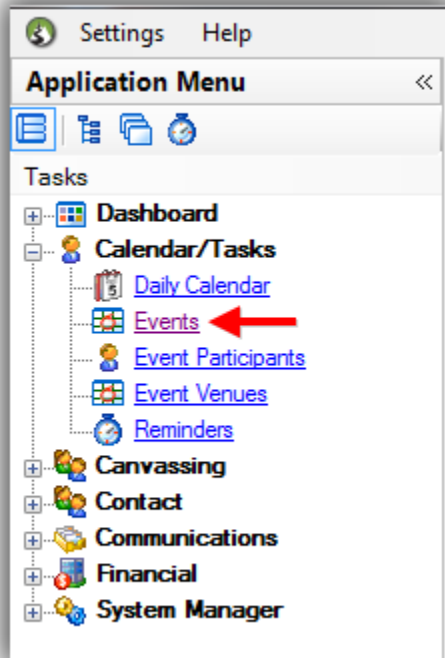 Settings Help
Application Menu «
Tasks
Dashboard
Calendar/Tasks
5 Daily Calendar
Events
Event Participants
Event Venues
Reminders
Canvassing
Contact
Communications
Financial
System Manager